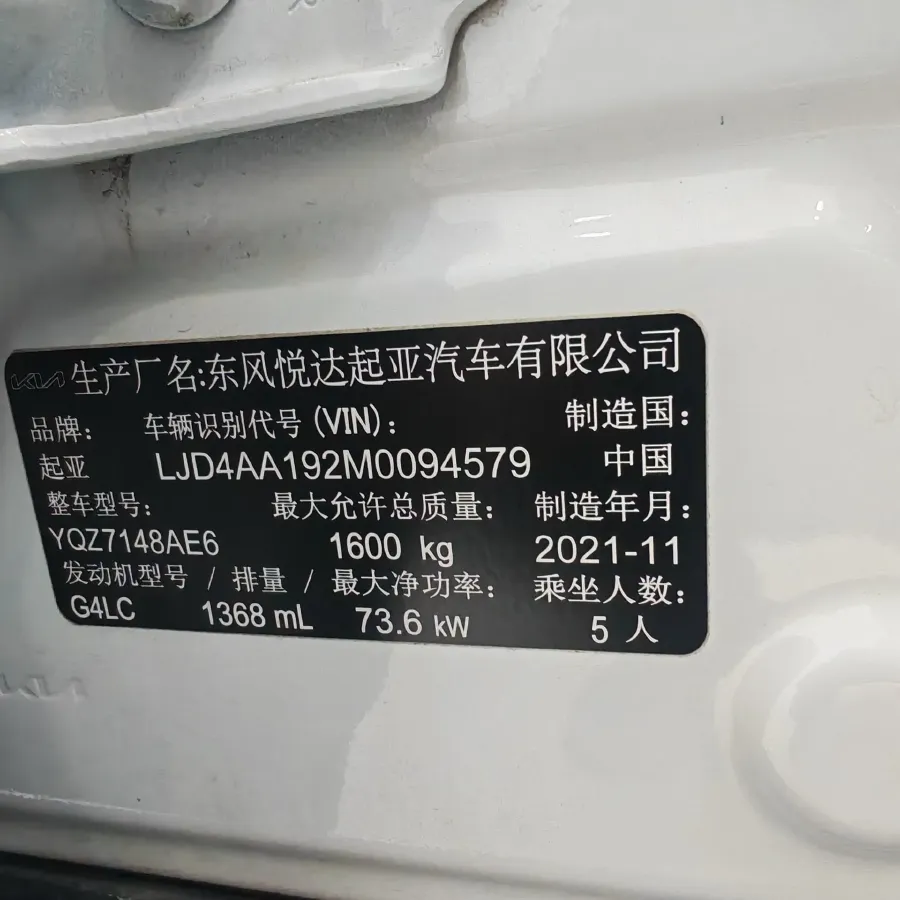 KIA 生产厂名:东风悦达起亚汽车有限公司
品牌: 车辆识别代号(VIN): 制造国:
起亚 LJD4AA192M0094579 中国
整车型号: 最大允许总质量: 制造年月:
YQZ7148AE6 1600 kg 2021-11
发动机型号 / 排量 / 最大净功率: 乘坐人数:
G4LC 1368 mL 73.6 kW 5 人